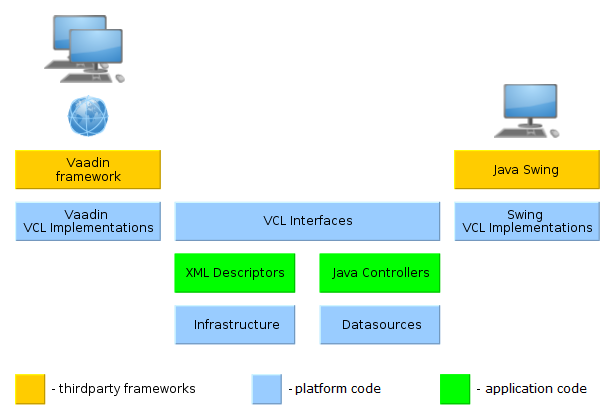 Vaadin
framework
Java Swing
Vaadin
VCL Implementations
VCL Interfaces
Swing
VCL Implementations
XML Descriptors
Java Controllers
Infrastructure
Datasources
- thirdparty frameworks
- platform code
- application code